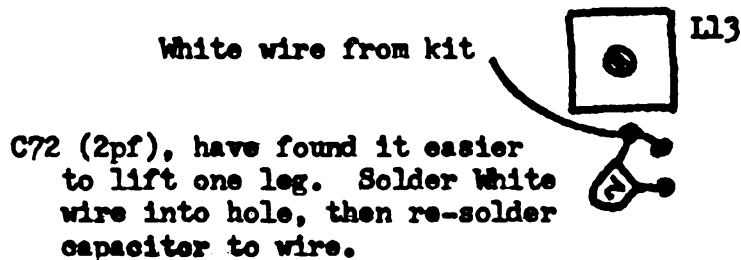 White wire from kit
L13
C72 (2pf), have found it easier
to lift one leg. Solder White
wire into hole, then re-solder
capacitor to wire.
2